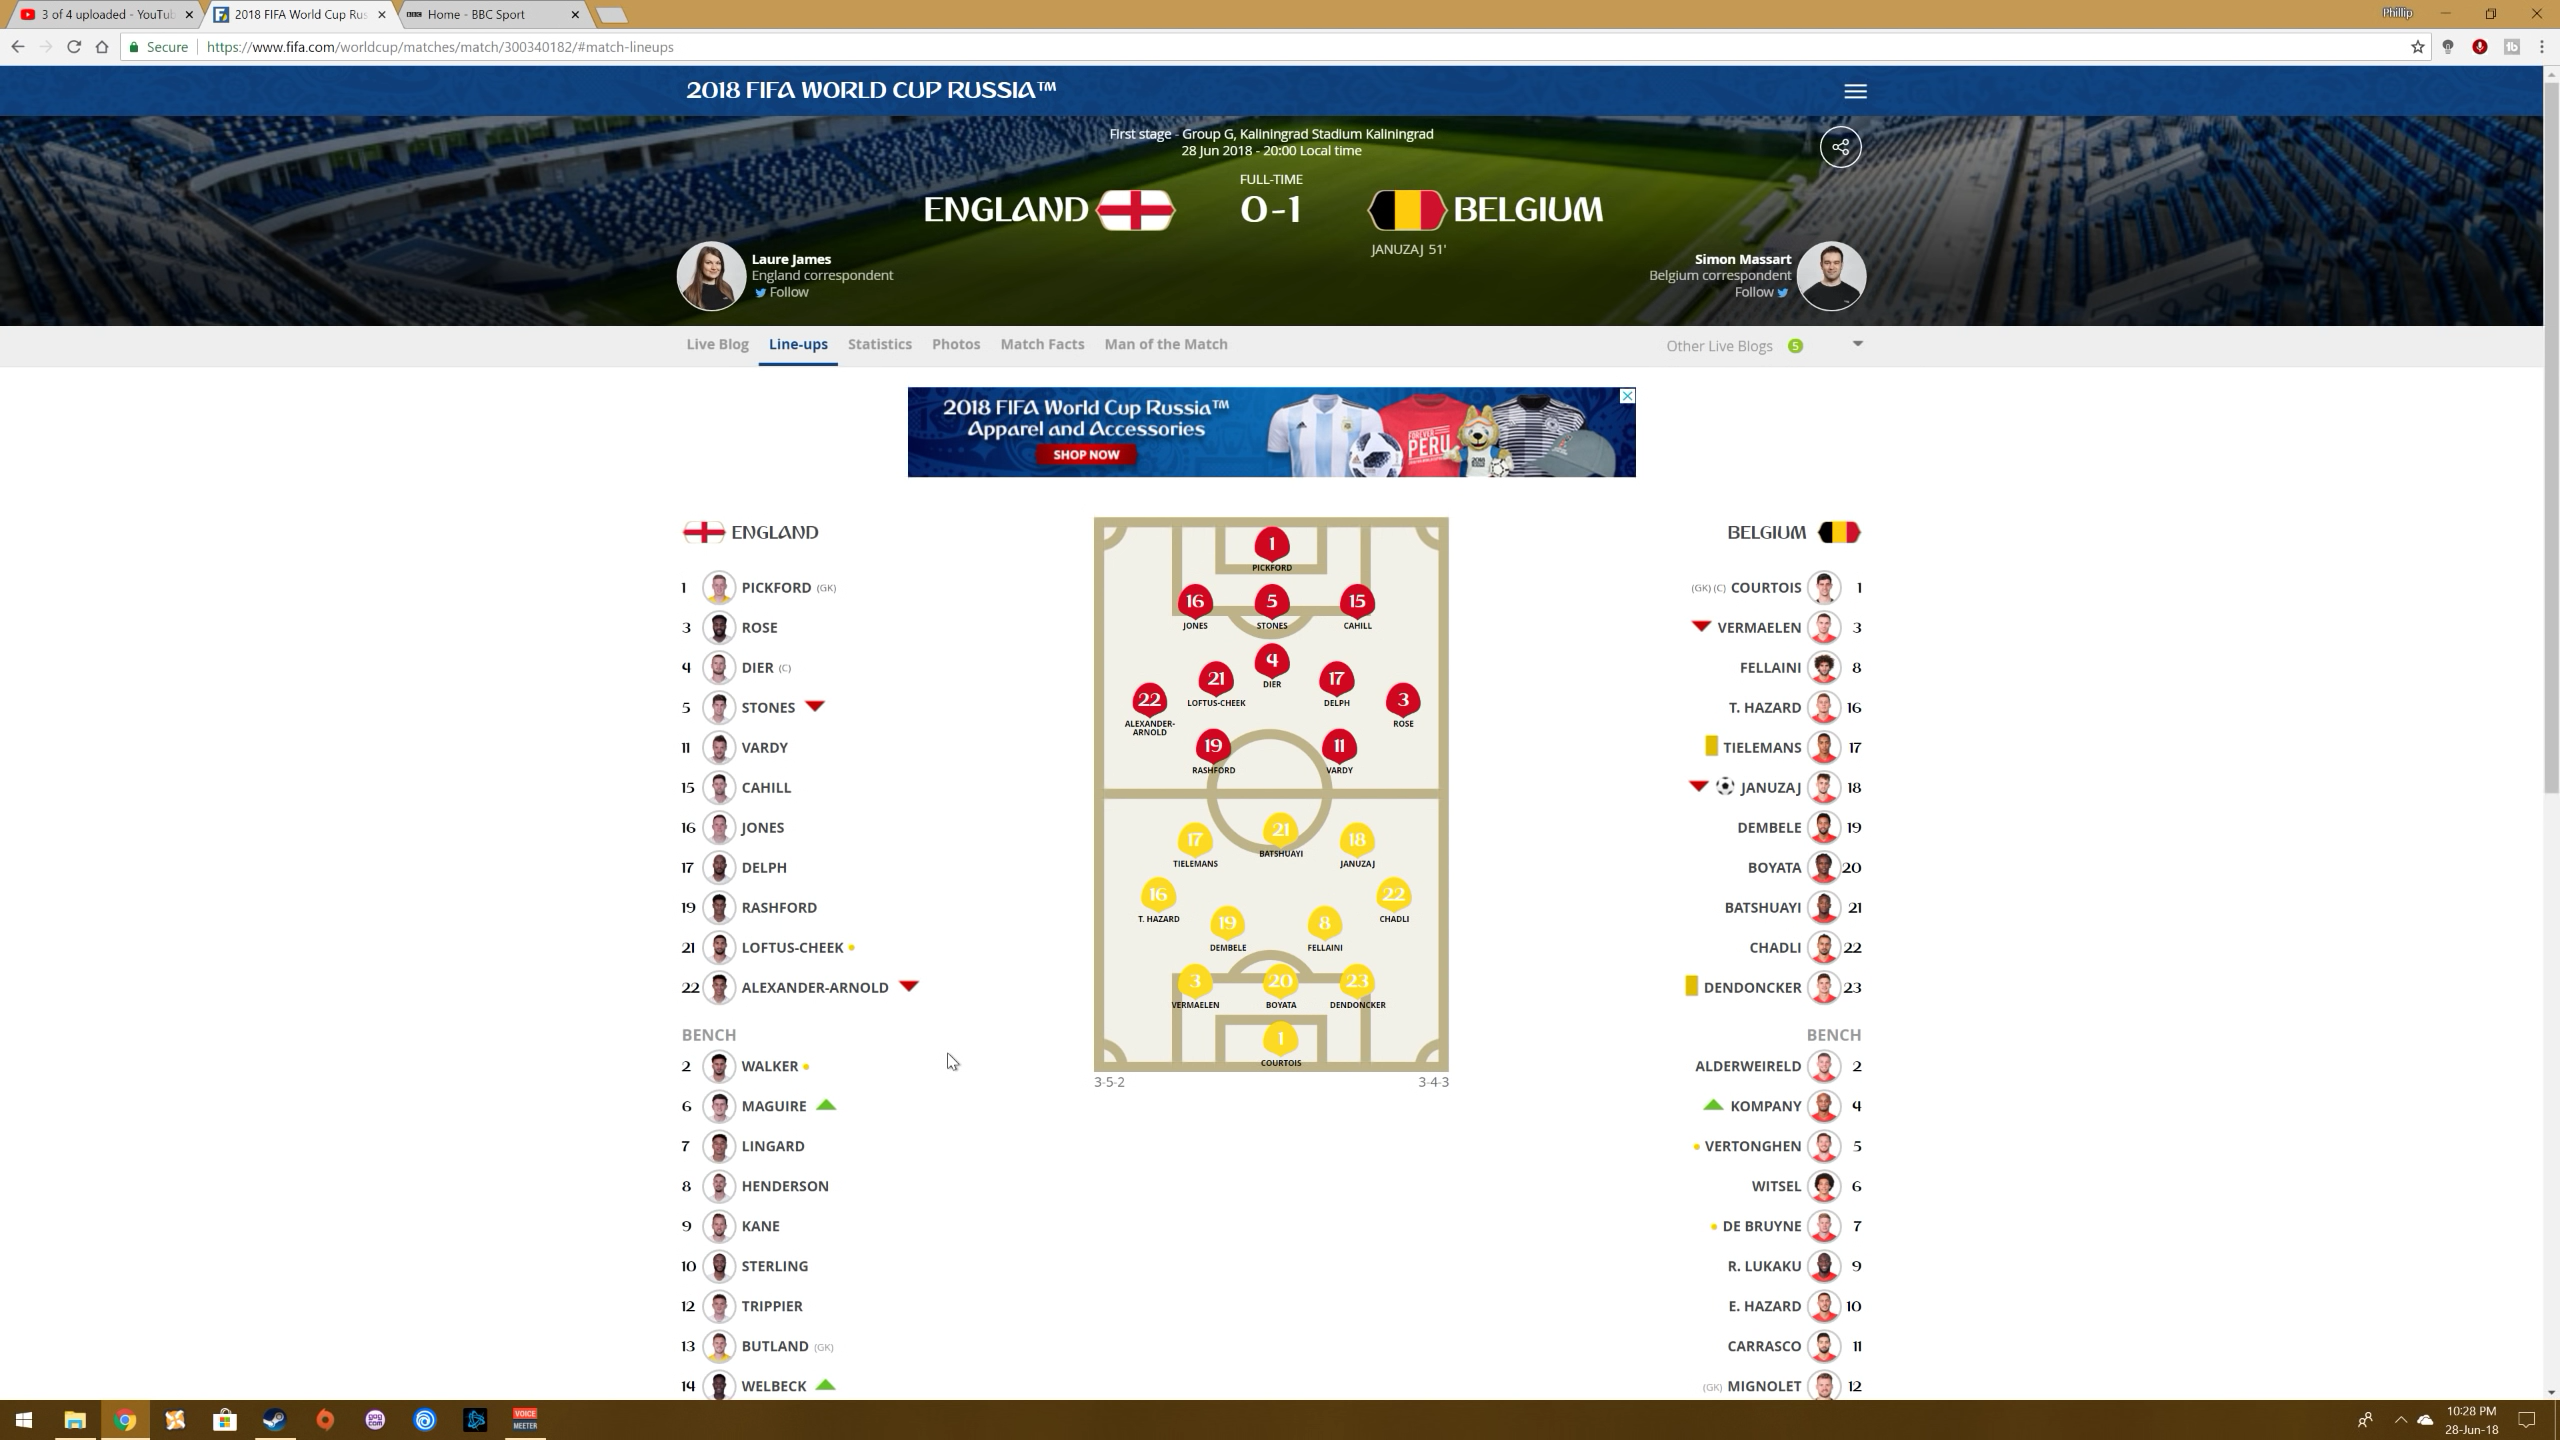 3 of 4 uploaded - YouTub
2018 FIFA World Cup Rus
Home - BBC Sport
Phillip
Secure
https://www.fifa.com/worldcup/matches/match/300340182/#match-lineups
2018 FIFA WORLD CUP RUSSIA™
First stage - Group G, Kaliningrad Stadium Kaliningrad
28 Jun 2018 - 20:00 Local time
FULL-TIME
ENGLAND 0-1 BELGIUM
JANUZAJ 51'
Laure James
England correspondent
Follow
Simon Massart
Belgium correspondent
Follow
Live Blog Line-ups Statistics Photos Match Facts Man of the Match
Other Live Blogs 5
2018 FIFA World Cup Russia™
Apparel and Accessories
SHOP NOW
FOREVER
PERU
ENGLAND
1 PICKFORD (GK)
3 ROSE
4 DIER (C)
5 STONES
11 VARDY
15 CAHILL
16 JONES
17 DELPH
19 RASHFORD
21 LOFTUS-CHEEK
22 ALEXANDER-ARNOLD
BENCH
2 WALKER
6 MAGUIRE
7 LINGARD
8 HENDERSON
9 KANE
10 STERLING
12 TRIPPIER
13 BUTLAND (GK)
14 WELBECK
1
PICKFORD
16 5 15
JONES STONES CAHILL
4
DIER
21 17
LOFTUS-CHEEK DELPH
22 3
ALEXANDER-
ARNOLD
ROSE
19 11
RASHFORD VARDY
17 21 18
TIELEMANS BATSHUAYI JANUZAJ
16 22
T. HAZARD CHADLI
19 8
DEMBELE FELLAINI
3 20 23
VERMAELEN BOYATA DENDONCKER
1
COURTOIS
3-5-2 3-4-3
BELGIUM
(GK) (C) COURTOIS 1
VERMAELEN 3
FELLAINI 8
T. HAZARD 16
TIELEMANS 17
JANUZAJ 18
DEMBELE 19
BOYATA 20
BATSHUAYI 21
CHADLI 22
DENDONCKER 23
BENCH
ALDERWEIRELD 2
KOMPANY 4
VERTONGHEN 5
WITSEL 6
DE BRUYNE 7
R. LUKAKU 9
E. HAZARD 10
CARRASCO 11
(GK) MIGNOLET 12
GOG
COM
VOICE
MEETER
10:28 PM
28-Jun-18